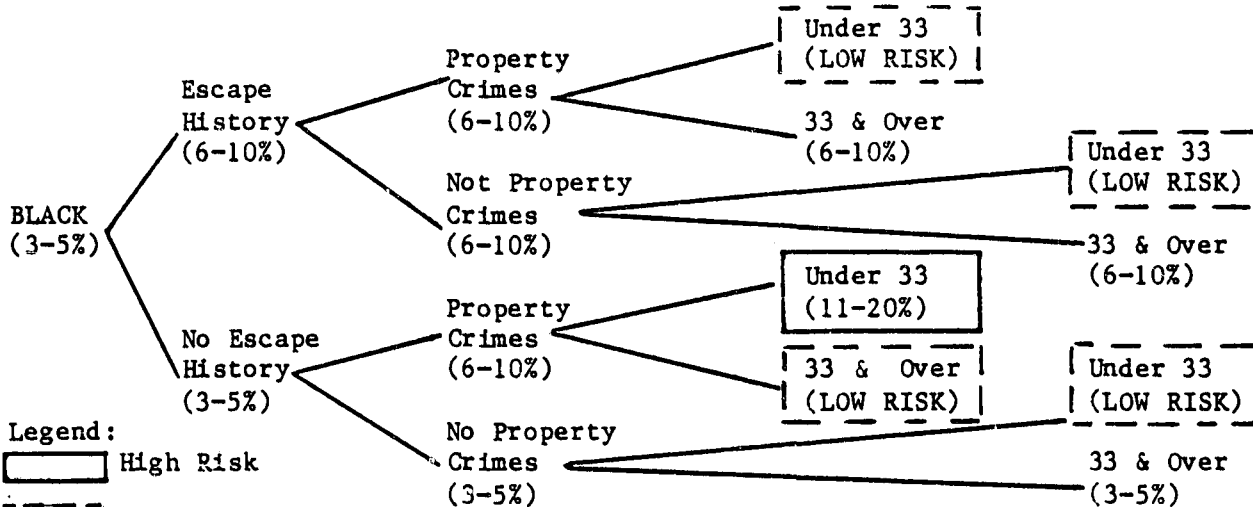 BLACK
(3-5%)
Escape
History
(6-10%)
No Escape
History
(3-5%)
Property
Crimes
(6-10%)
Not Property
Crimes
(6-10%)
Property
Crimes
(6-10%)
No Property
Crimes
(3-5%)
Under 33
(LOW RISK)
33 & Over
(6-10%)
Under 33
(LOW RISK)
33 & Over
(6-10%)
Under 33
(11-20%)
33 & Over
(LOW RISK)
Under 33
(LOW RISK)
33 & Over
(3-5%)
Legend:
High Risk